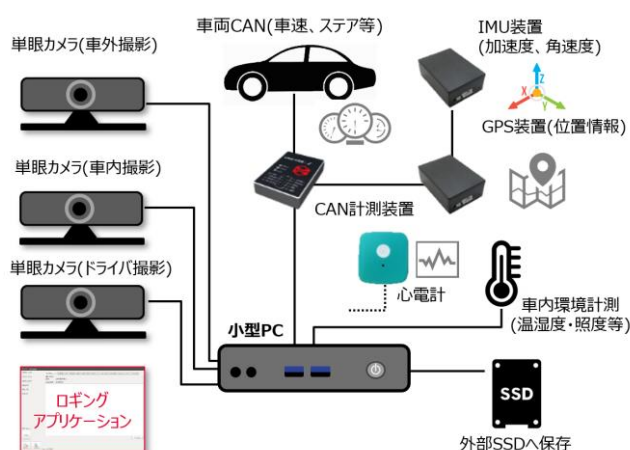 単眼カメラ(車外撮影)
車両CAN(車速、ステア等)
IMU装置
(加速度、角速度)
Z
X
Y
GPS装置(位置情報)
単眼カメラ(車内撮影)
CAN計測装置
単眼カメラ(ドライバ撮影)
心電計
小型PC
車内環境計測
(温湿度・照度等)
ロギング
アプリケーション
SSD
外部SSDへ保存